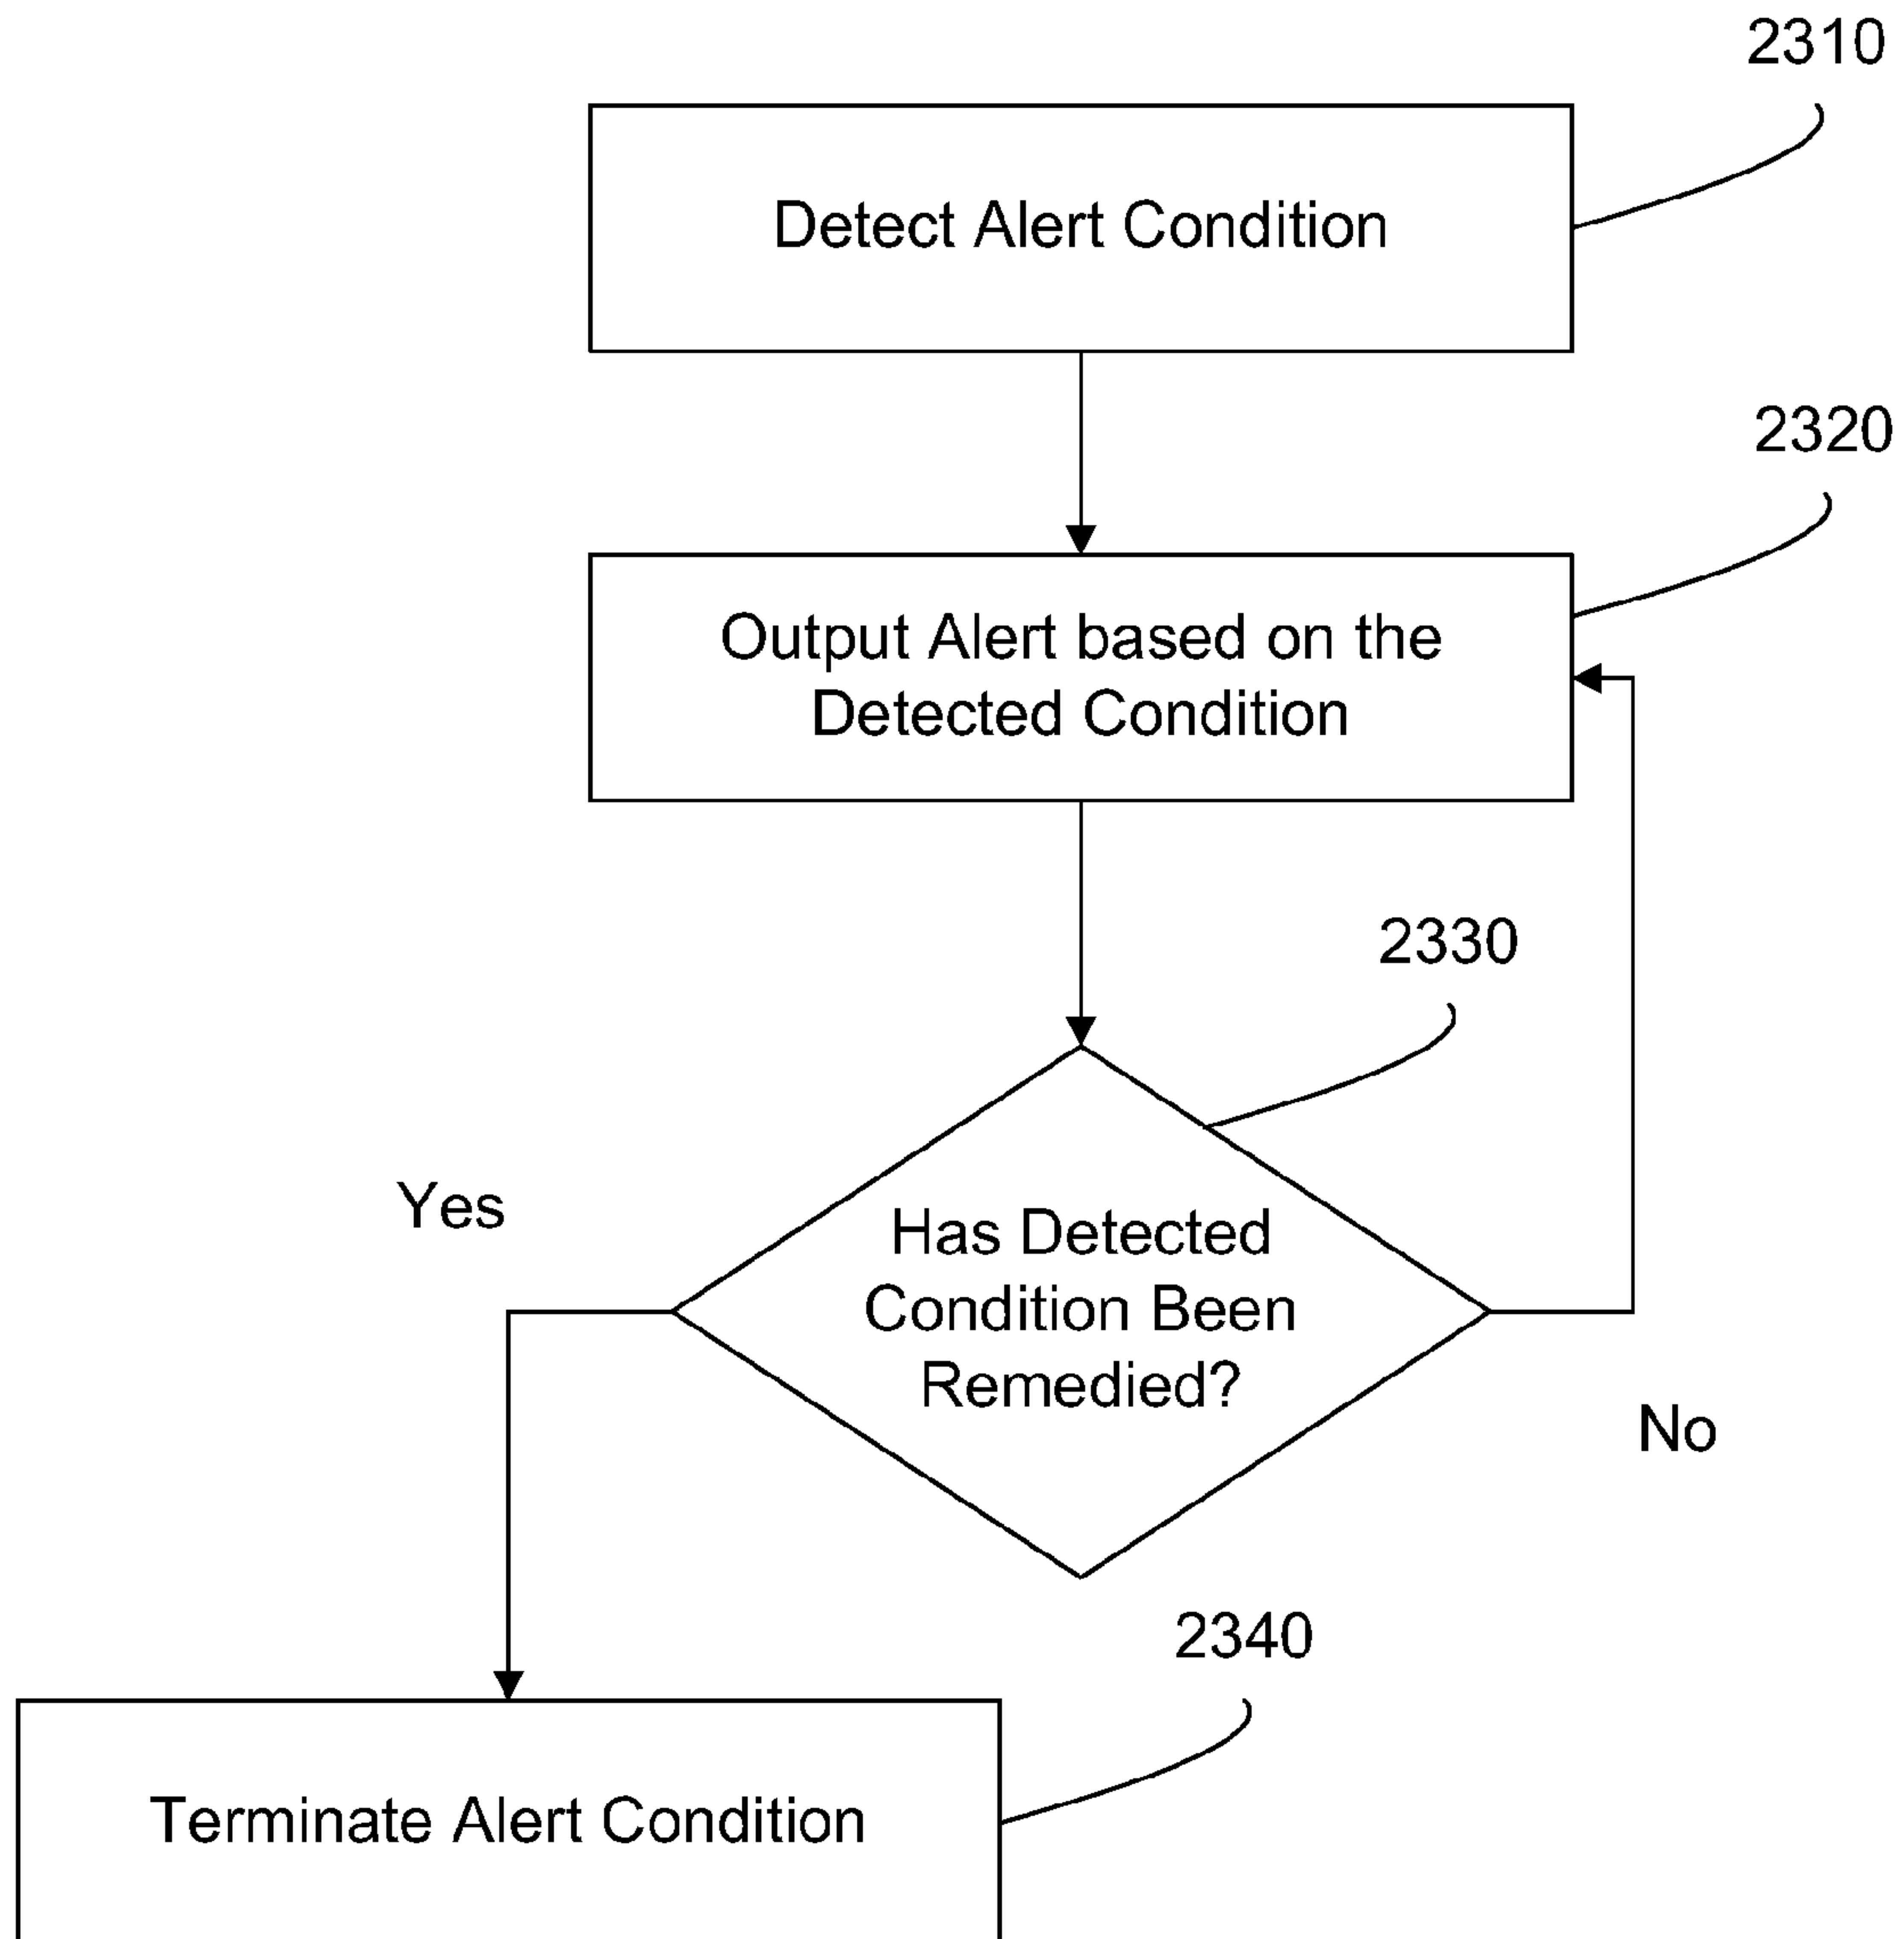 2310
Detect Alert Condition
2320
Output Alert based on the
Detected Condition
2330
Yes
Has Detected
Condition Been
Remedied?
No
2340
Terminate Alert Condition